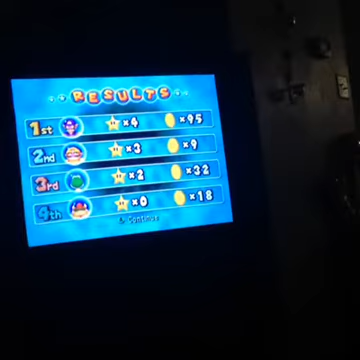 RESULTS
1st ×4 ×95
2nd ×3 ×9
3rd ×2 ×32
4th ×0 ×18
Continue